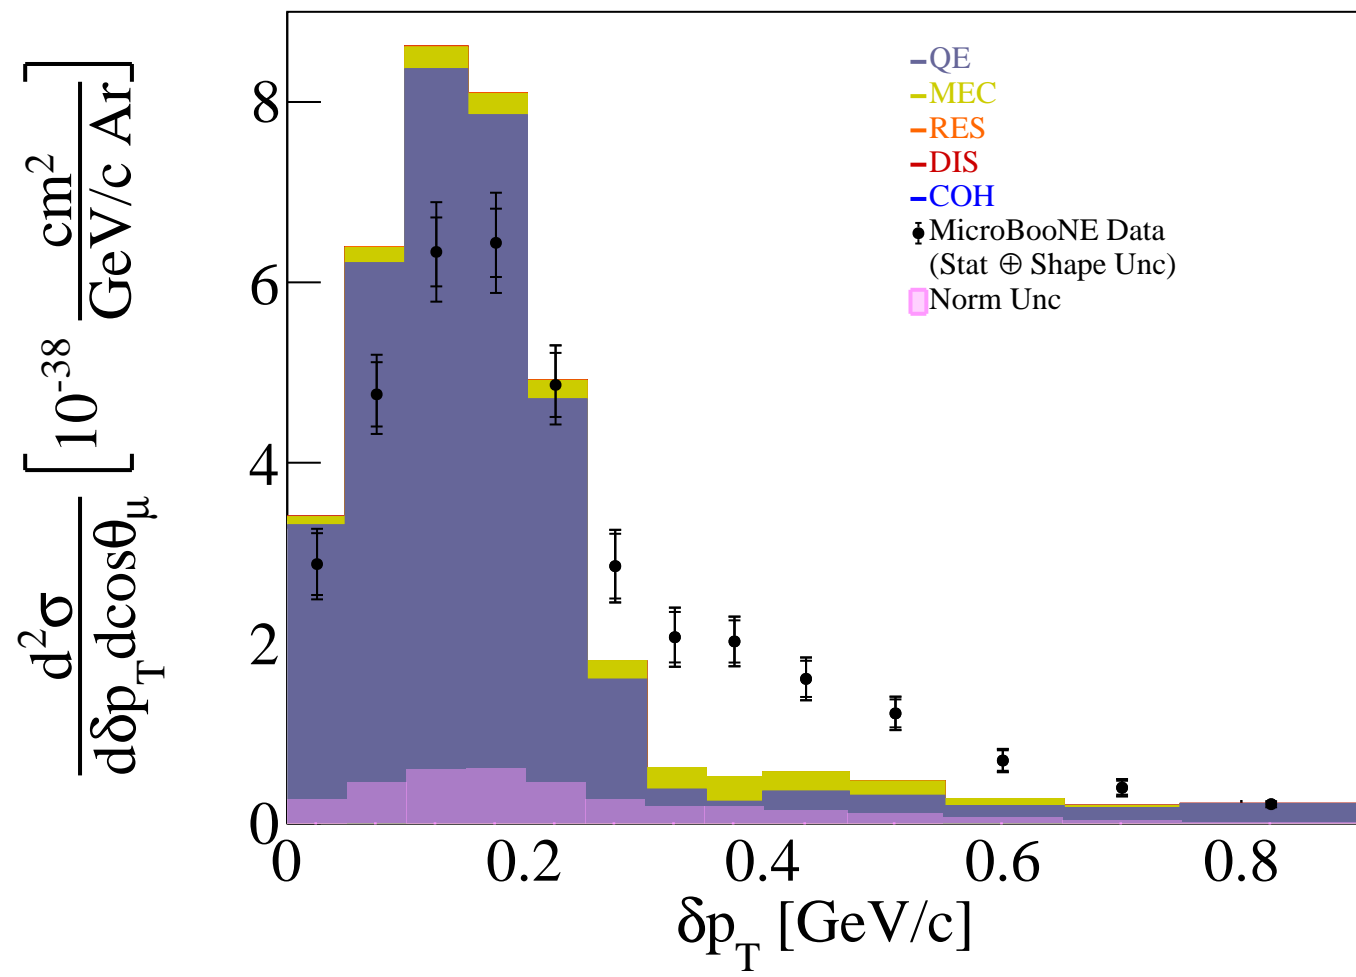 d²σ
dδp_T dcosθ_μ
[10⁻³⁸ cm² / GeV/c Ar]
8
6
4
2
0
QE
MEC
RES
DIS
COH
MicroBooNE Data
(Stat ⊕ Shape Unc)
Norm Unc
0 0.2 0.4 0.6 0.8
δp_T [GeV/c]